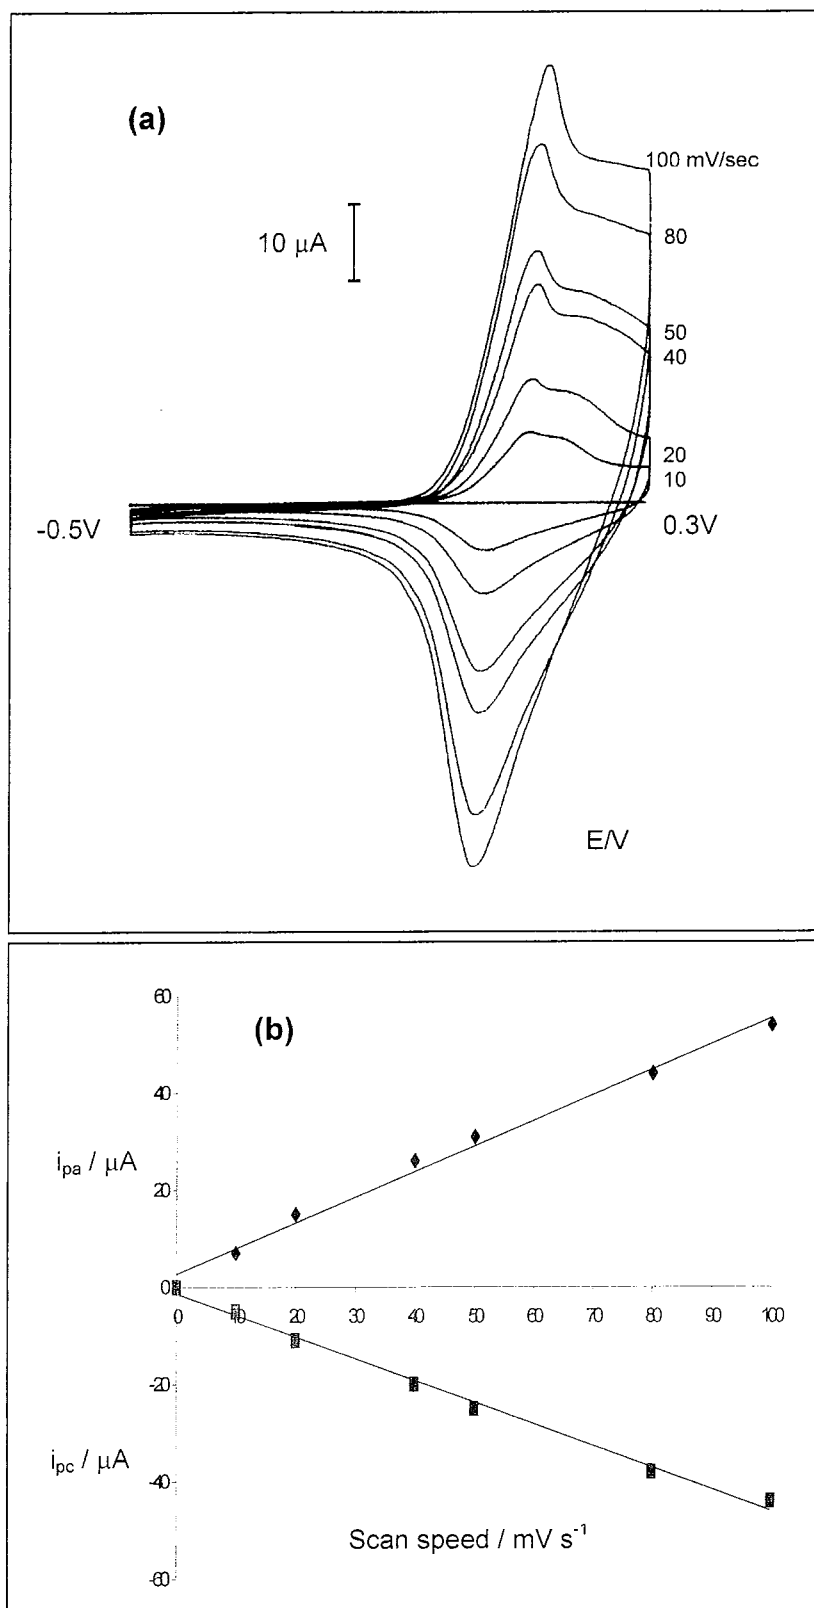 (a)
100 mV/sec
10 μA
80
50
40
20
10
-0.5V
0.3V
E/V
60
(b)
40
i_pa / μA
20
0
0 10 20 30 40 50 60 70 80 90 100
-20
i_pc / μA
-40
Scan speed / mV s⁻¹
-60